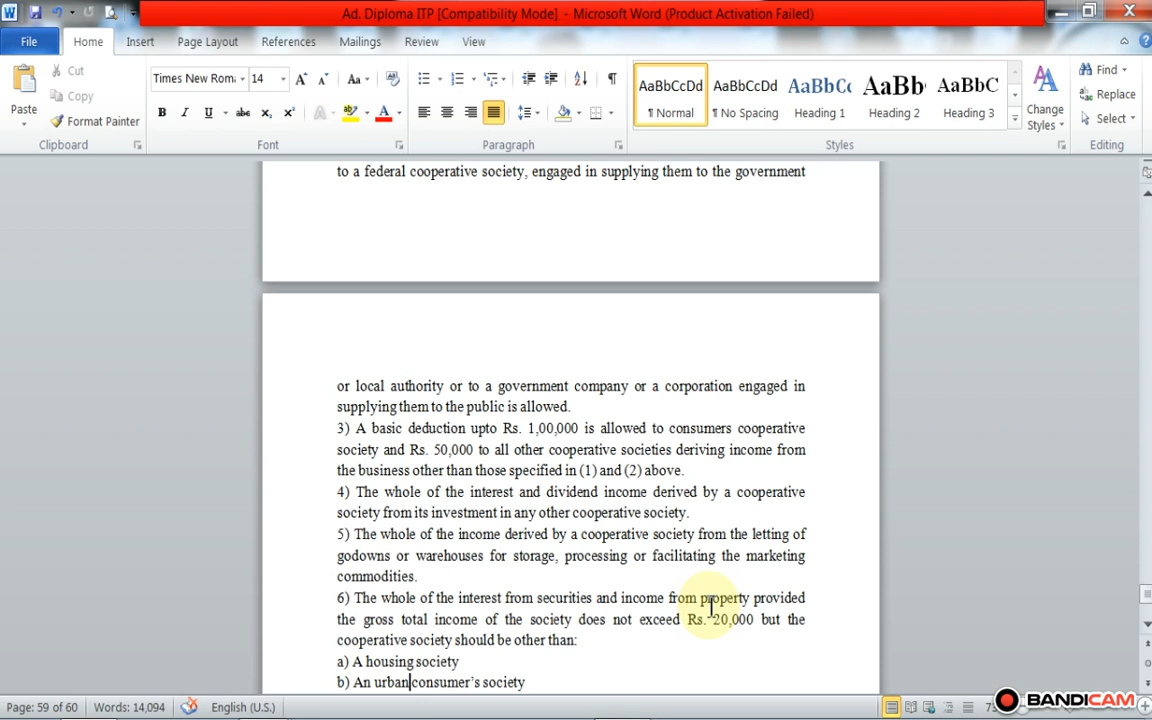 Ad. Diploma ITP [Compatibility Mode] - Microsoft Word (Product Activation Failed)
File Home Insert Page Layout References Mailings Review View
Paste
Cut
Copy
Format Painter
Clipboard
Times New Rom 14
Font
Paragraph
AaBbCcDd AaBbCcDd AaBbCc AaBb AaBbC
¶ Normal ¶ No Spacing Heading 1 Heading 2 Heading 3
Change Styles
Styles
Find
Replace
Select
Editing
to a federal cooperative society, engaged in supplying them to the government
or local authority or to a government company or a corporation engaged in
supplying them to the public is allowed.
3) A basic deduction upto Rs. 1,00,000 is allowed to consumers cooperative
society and Rs. 50,000 to all other cooperative societies deriving income from
the business other than those specified in (1) and (2) above.
4) The whole of the interest and dividend income derived by a cooperative
society from its investment in any other cooperative society.
5) The whole of the income derived by a cooperative society from the letting of
godowns or warehouses for storage, processing or facilitating the marketing
commodities.
6) The whole of the interest from securities and income from property provided
the gross total income of the society does not exceed Rs. 20,000 but the
cooperative society should be other than:
a) A housing society
b) An urban consumer's society
Page: 59 of 60 Words: 14,094 English (U.S.)
BANDICAM